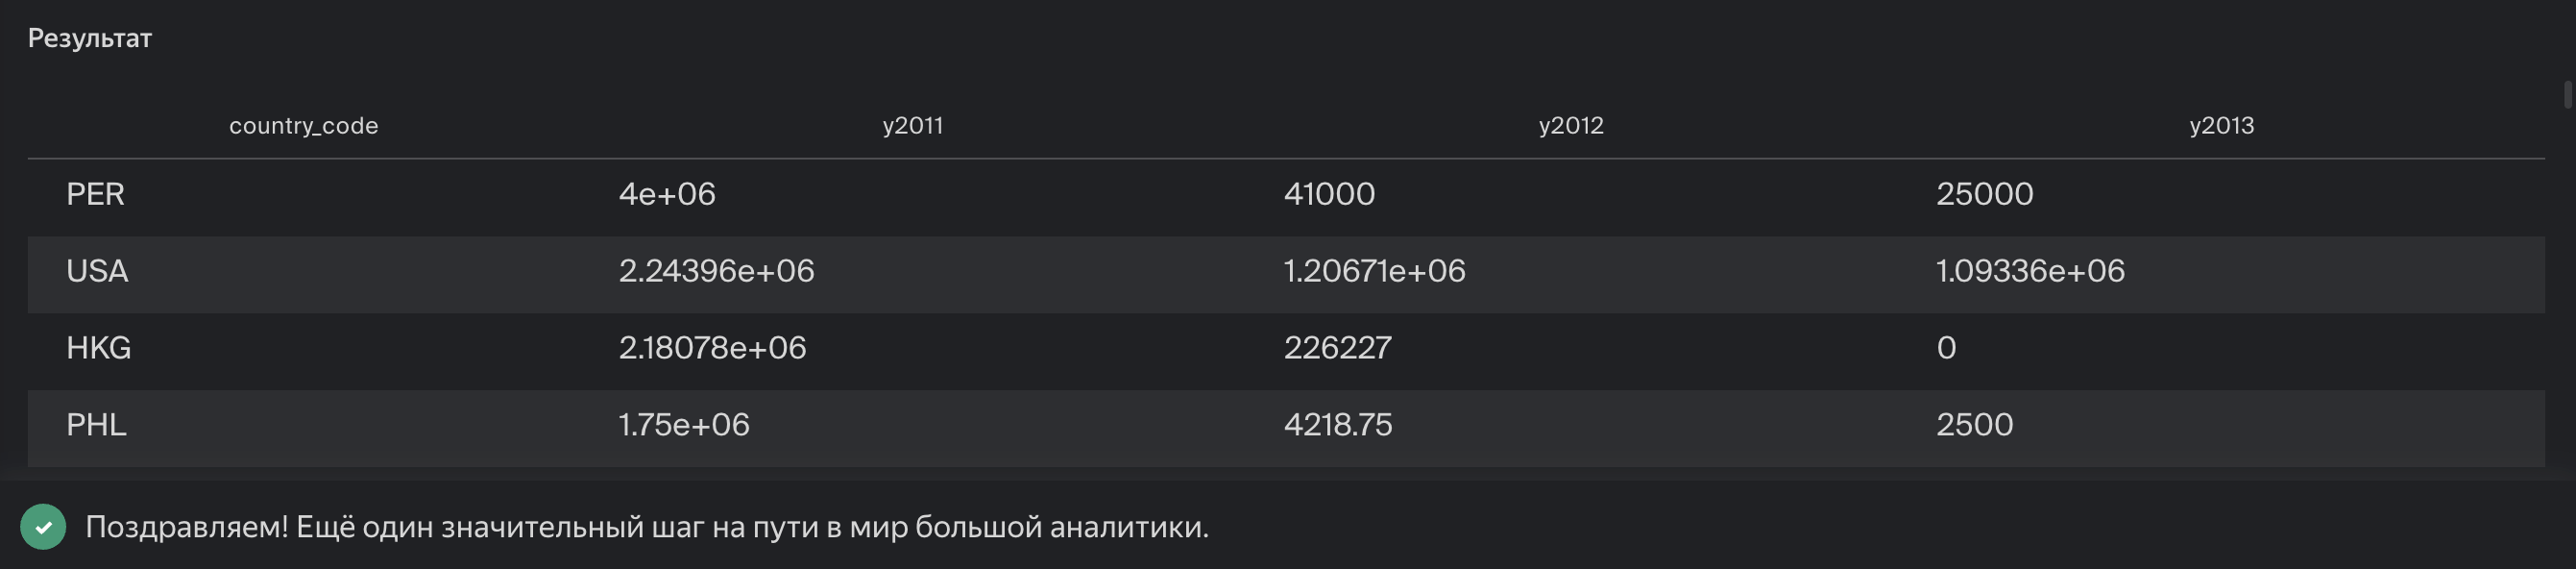 Результат
country_code y2011 y2012 y2013
PER 4e+06 41000 25000
USA 2.24396e+06 1.20671e+06 1.09336e+06
HKG 2.18078e+06 226227 0
PHL 1.75e+06 4218.75 2500
Поздравляем! Ещё один значительный шаг на пути в мир большой аналитики.